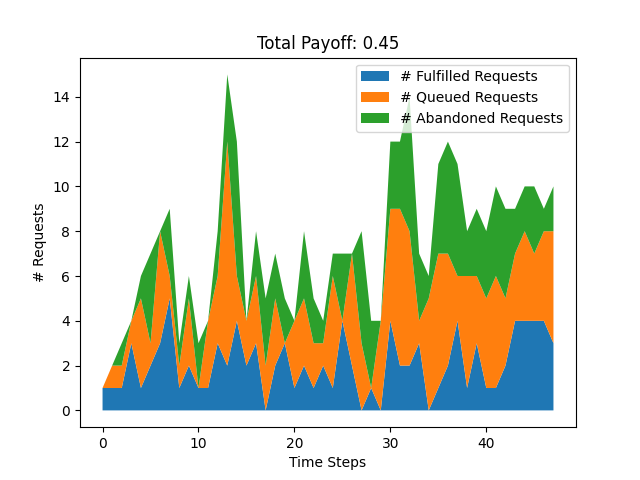 Total Payoff: 0.45
# Fulfilled Requests
# Queued Requests
# Abandoned Requests
14
12
10
8
6
4
2
0
# Requests
0 10 20 30 40
Time Steps